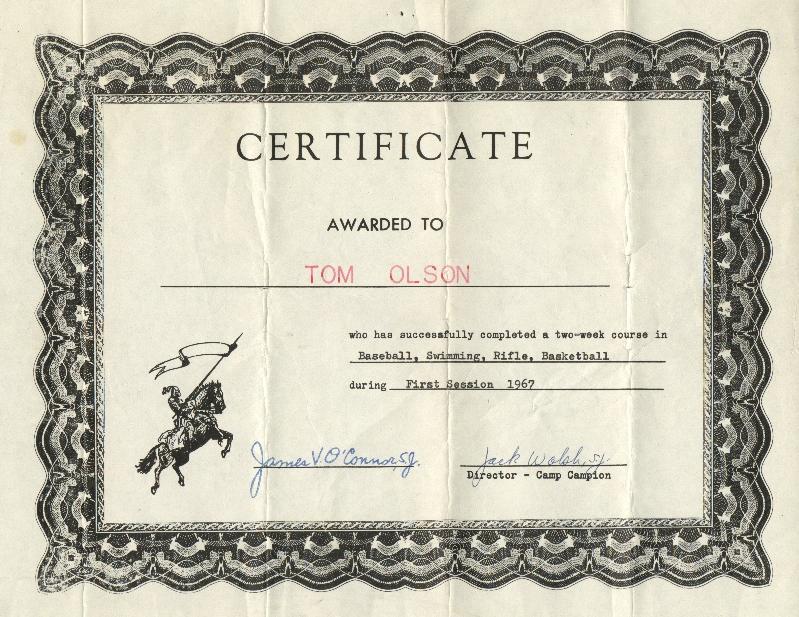 CERTIFICATE
AWARDED TO
TOM OLSON
who has successfully completed a two-week course in
Baseball, Swimming, Rifle, Basketball
during First Session 1967
James V. O'Connor, S.J.
Jack Walsh, S.J.
Director - Camp Campion